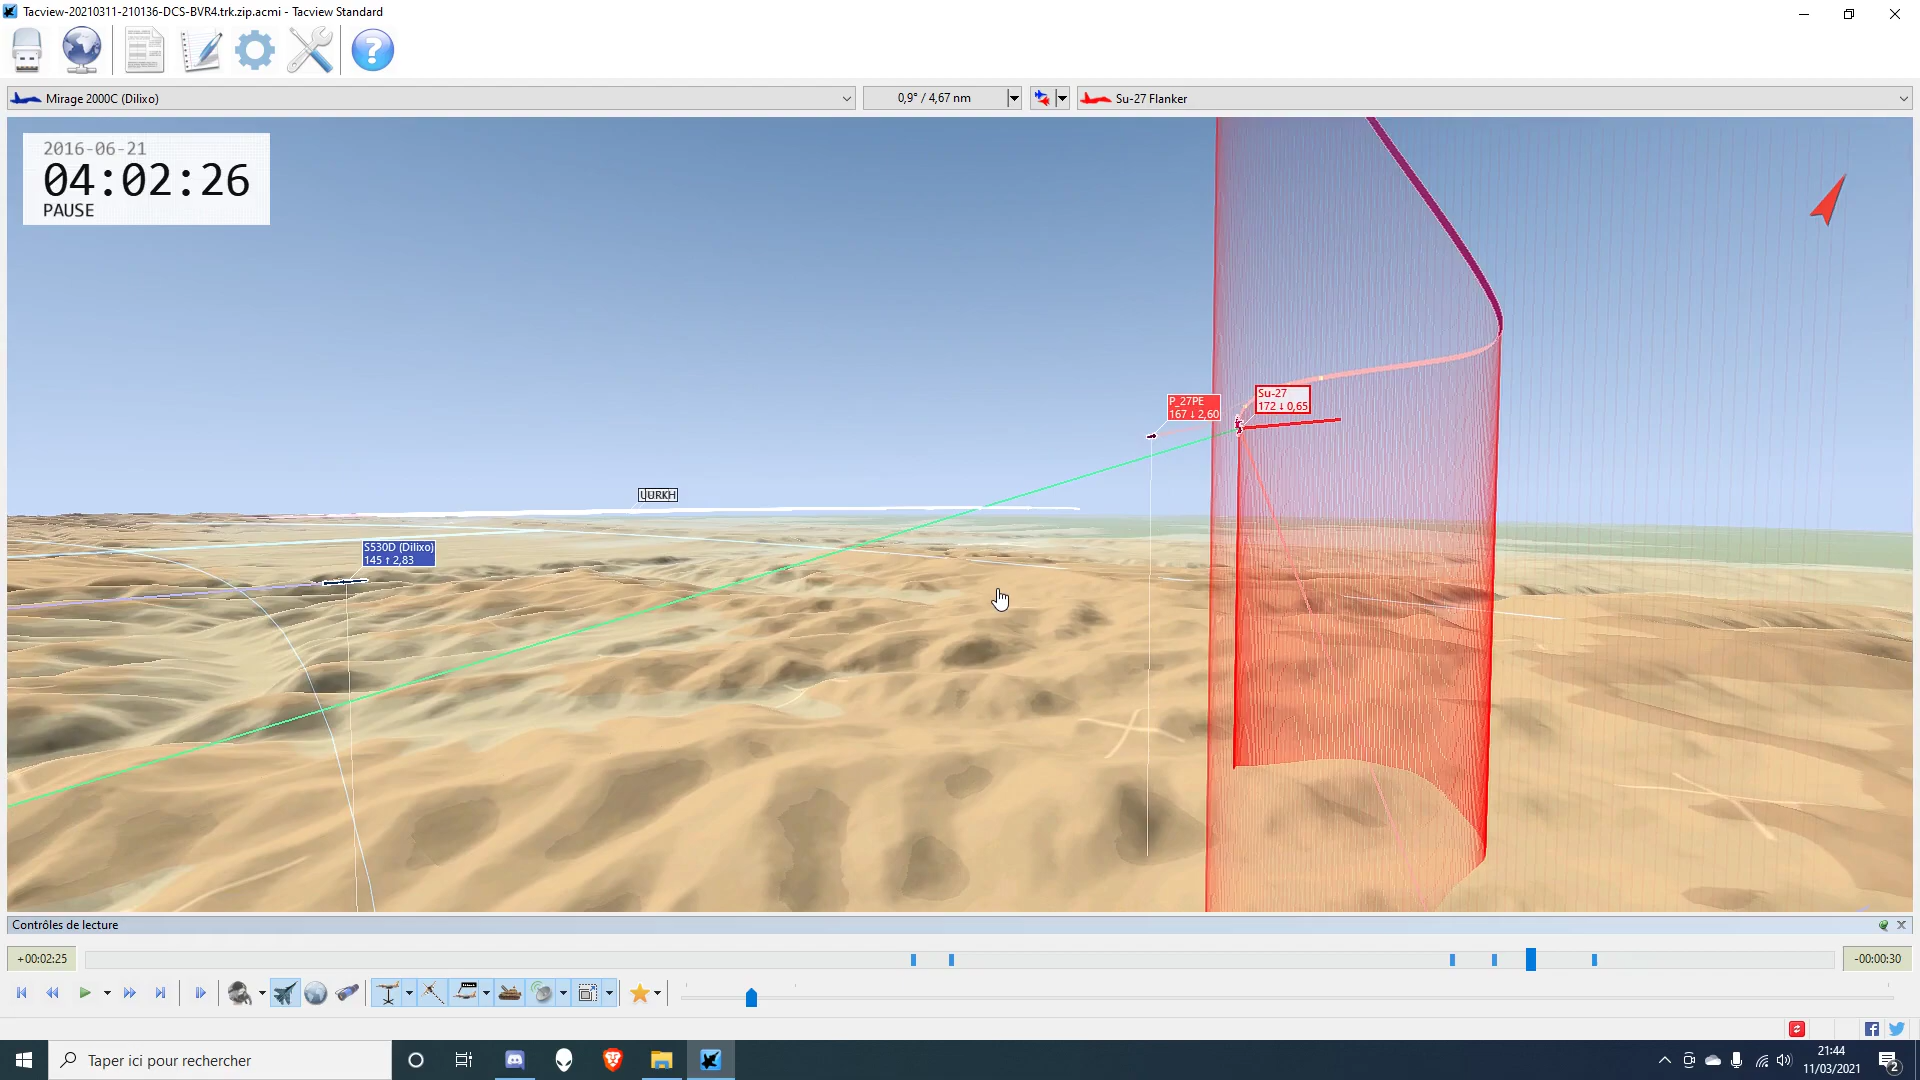 Tacview-20210311-210136-DCS-BVR4.trk.zip.acmi - Tacview Standard
Mirage 2000C (Dilixo)
0,9° / 4,67 nm
Su-27 Flanker
2016-06-21
04:02:26
PAUSE
P_27PE
167 ↓ 2,60
Su-27
172 ↓ 0,65
S530D (Dilixo)
145 ↑ 2,83
Contrôles de lecture
+00:02:25
-00:00:30
Taper ici pour rechercher
21:44
11/03/2021
2